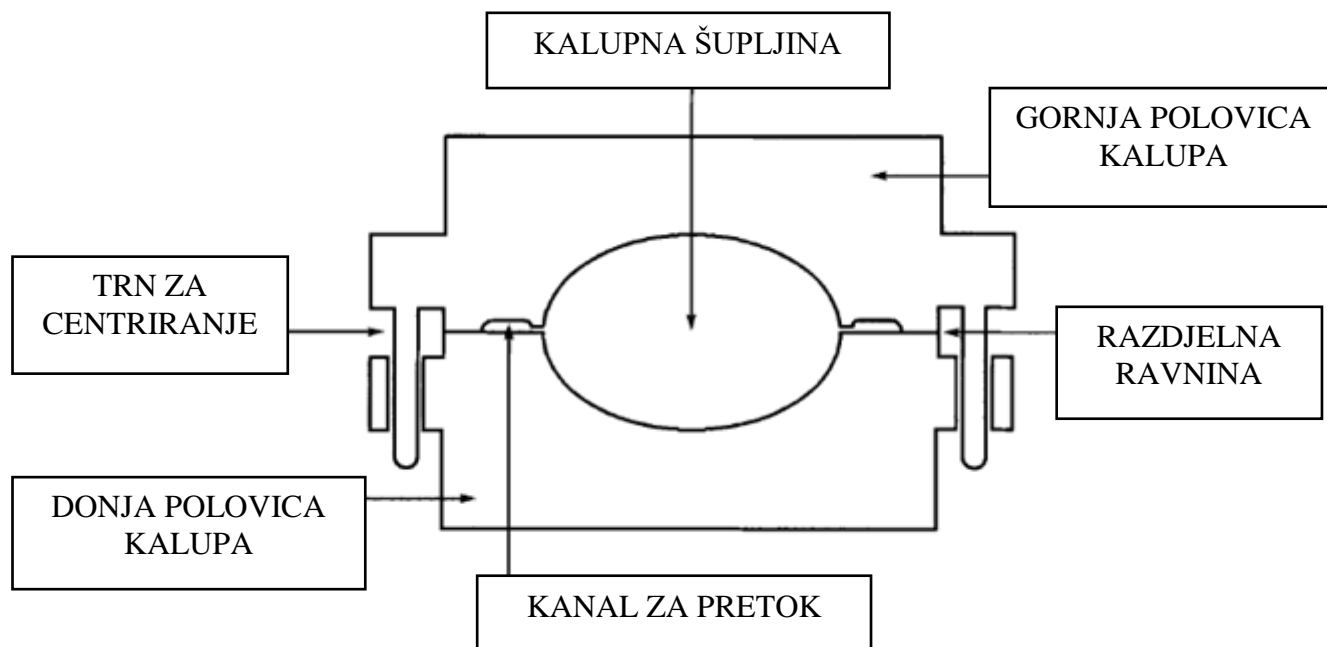 KALUPNA ŠUPLJINA
GORNJA POLOVICA
KALUPA
TRN ZA
CENTRIRANJE
RAZDJELNA
RAVNINA
DONJA POLOVICA
KALUPA
KANAL ZA PRETOK